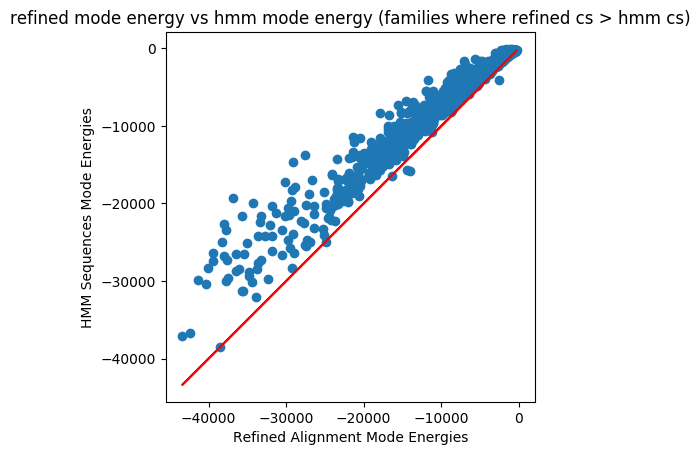 refined mode energy vs hmm mode energy (families where refined cs > hmm cs)
0
−10000
−20000
−30000
−40000
HMM Sequences Mode Energies
−40000 −30000 −20000 −10000 0
Refined Alignment Mode Energies